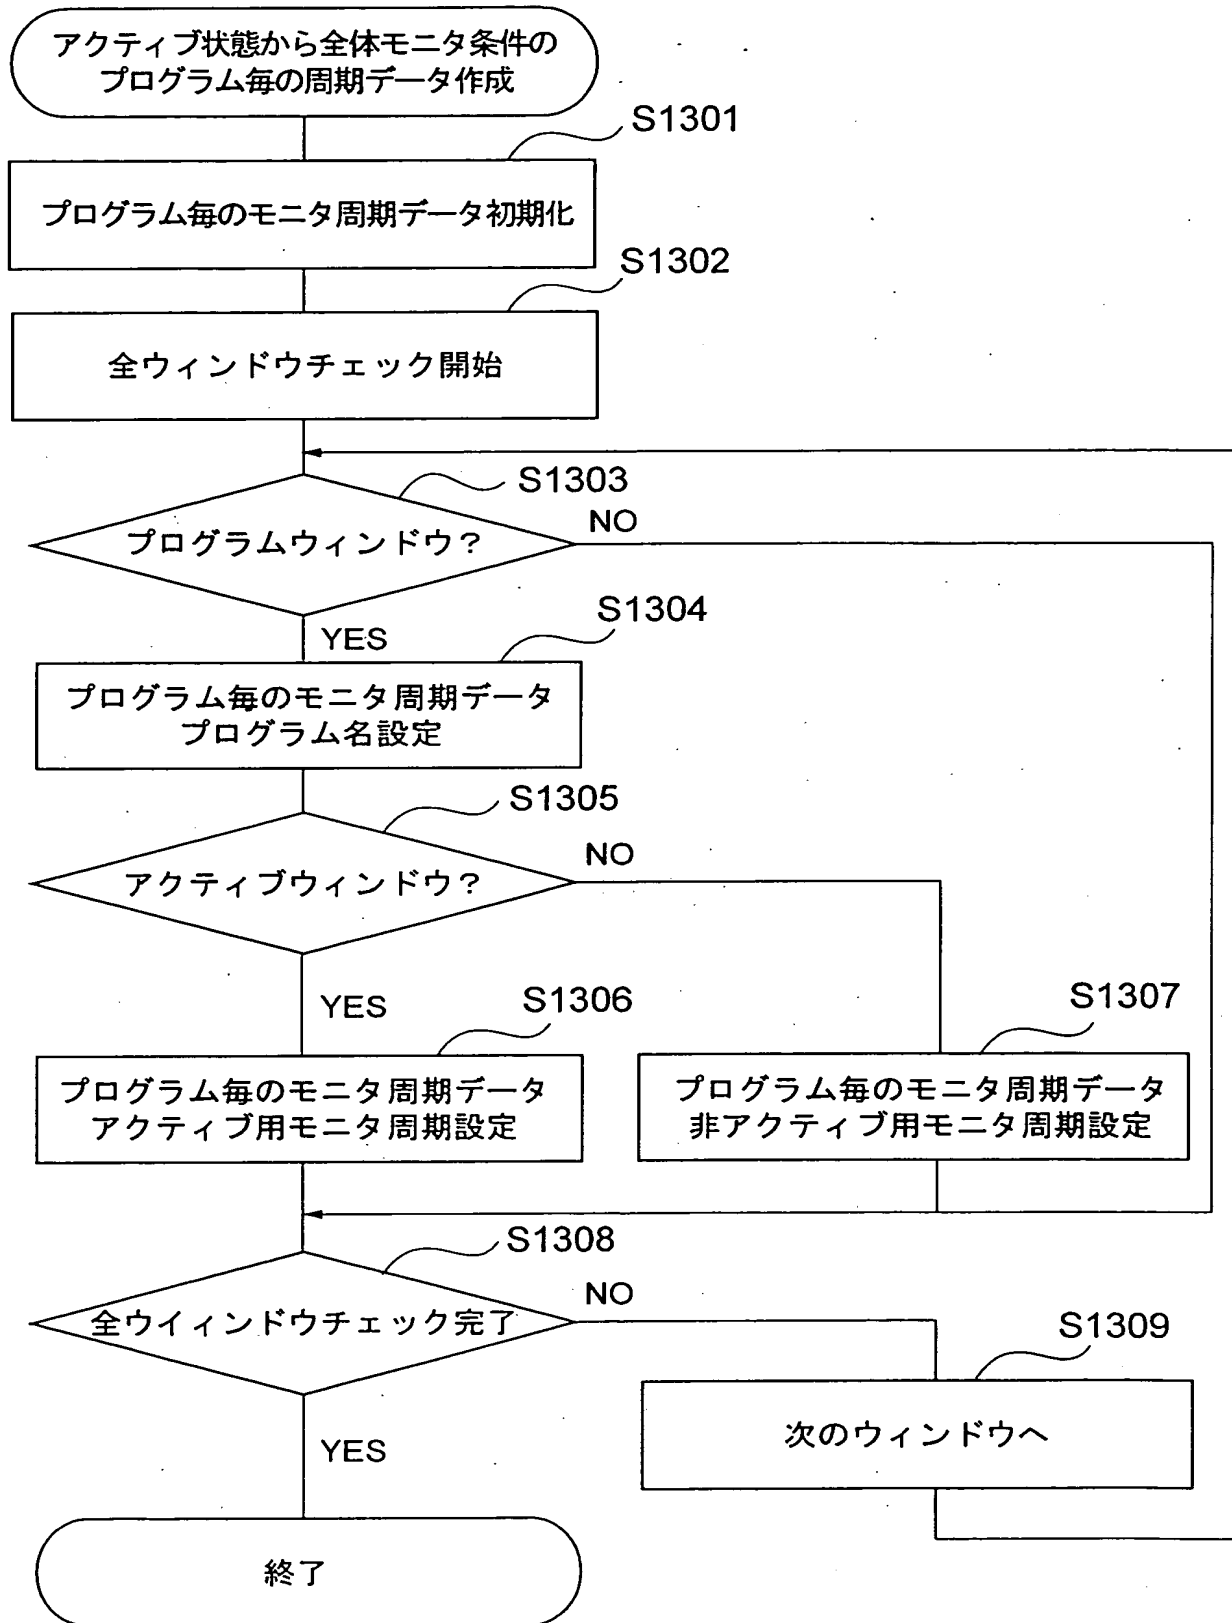 アクティブ状態から全体モニタ条件の
プログラム毎の周期データ作成
S1301
プログラム毎のモニタ周期データ初期化
S1302
全ウィンドウチェック開始
S1303
プログラムウィンドウ?
NO
YES
S1304
プログラム毎のモニタ周期データ
プログラム名設定
S1305
アクティブウィンドウ?
NO
YES
S1306
プログラム毎のモニタ周期データ
アクティブ用モニタ周期設定
S1307
プログラム毎のモニタ周期データ
非アクティブ用モニタ周期設定
S1308
全ウイィンドウチェック完了
NO
YES
S1309
次のウィンドウへ
終了